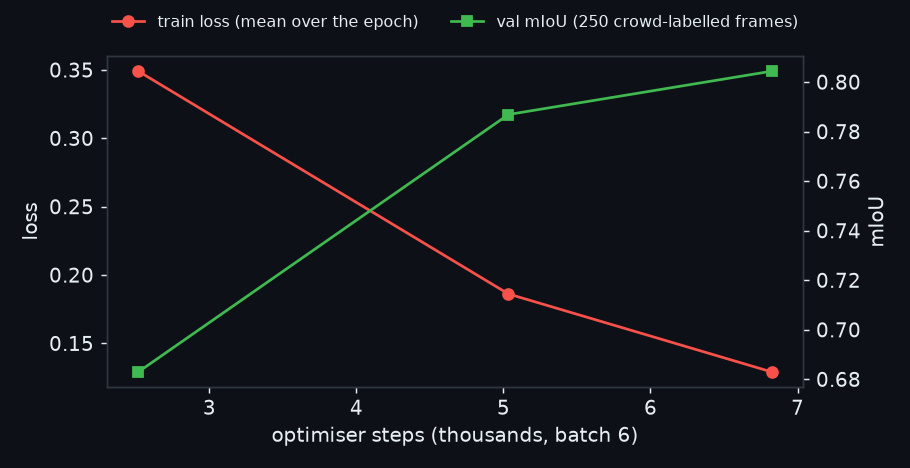 train loss (mean over the epoch) val mIoU (250 crowd-labelled frames)
0.35
0.30
0.25
0.20
0.15
loss
0.80
0.78
0.76
0.74
0.72
0.70
0.68
mIoU
3 4 5 6 7
optimiser steps (thousands, batch 6)